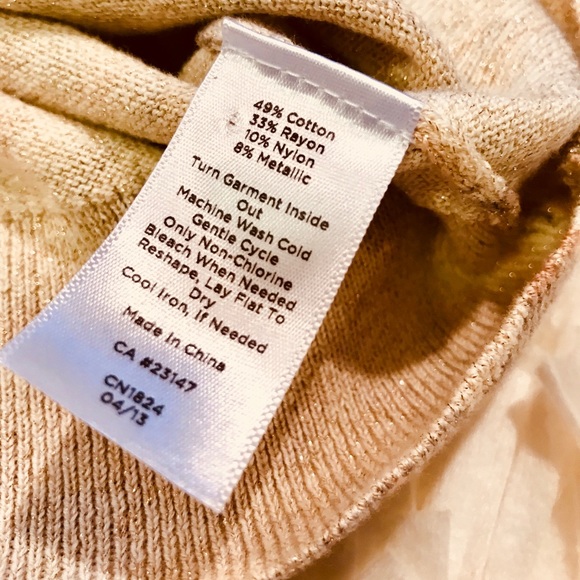 49% Cotton
33% Rayon
10% Nylon
8% Metallic
Turn Garment Inside
Out
Machine Wash Cold
Gentle Cycle
Only Non-Chlorine
Bleach When Needed
Reshape, Lay Flat To
Dry
Cool Iron, If Needed
Made In China
CA #23147
CN1824
04/13